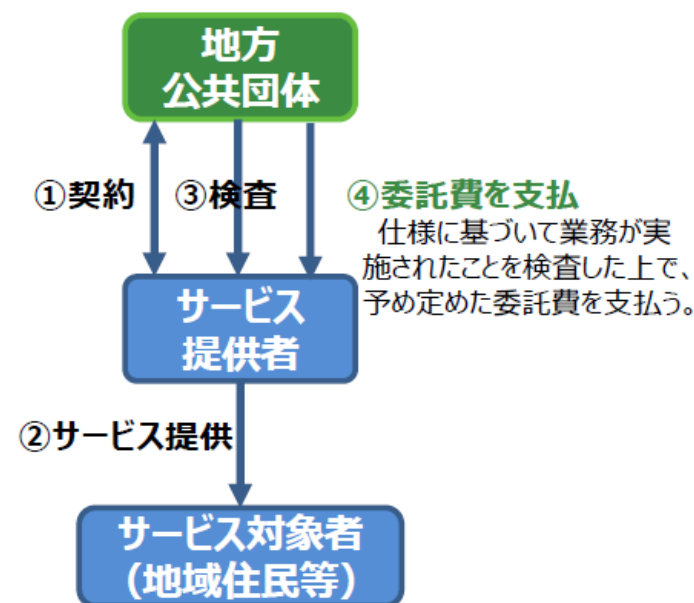 地方
公共団体
①契約
③検査
④委託費を支払
仕様に基づいて業務が実
施されたことを検査した上で、
予め定めた委託費を支払う。
サービス
提供者
②サービス提供
サービス対象者
（地域住民等）